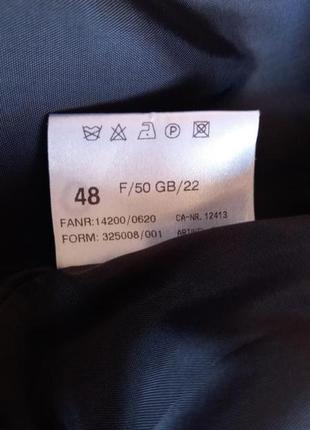 P
48 F/50 GB/22
FANR:14200/0620 CA-NR. 12413
FORM: 325008/001